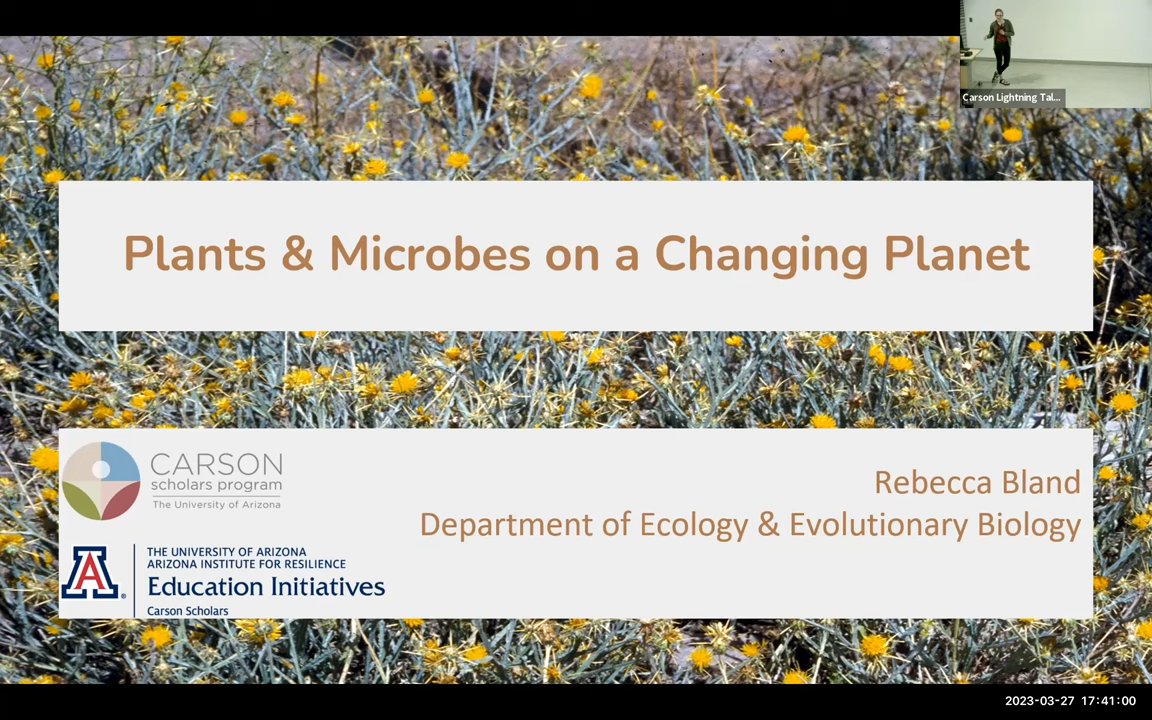 Carson Lightning Tal...
Plants & Microbes on a Changing Planet
CARSON
scholars program
The University of Arizona
Rebecca Bland
Department of Ecology & Evolutionary Biology
THE UNIVERSITY OF ARIZONA
ARIZONA INSTITUTE FOR RESILIENCE
Education Initiatives
Carson Scholars
A
2023-03-27 17:41:00